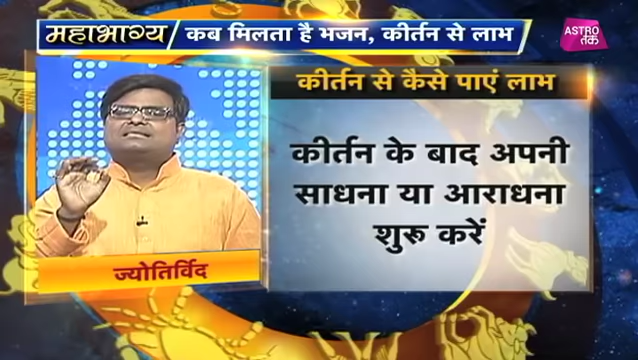 महाभाग्य कब मिलता है भजन, कीर्तन से लाभ
ASTRO
तक
कीर्तन से कैसे पाएं लाभ
कीर्तन के बाद अपनी
साधना या आराधना
शुरू करें
ज्योतिर्विद